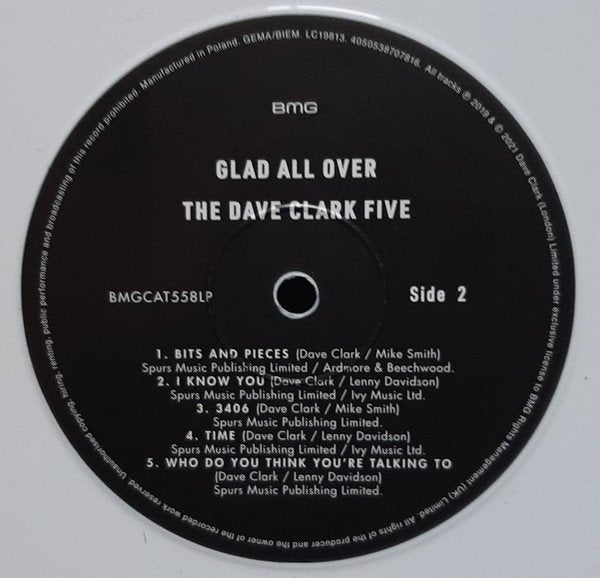 BMG
GLAD ALL OVER
THE DAVE CLARK FIVE
BMGCAT558LP
Side 2
1. BITS AND PIECES (Dave Clark / Mike Smith)
Spurs Music Publishing Limited / Ardmore & Beechwood.
2. I KNOW YOU (Dave Clark / Lenny Davidson)
Spurs Music Publishing Limited / Ivy Music Ltd.
3. 3406 (Dave Clark / Mike Smith)
Spurs Music Publishing Limited.
4. TIME (Dave Clark / Lenny Davidson)
Spurs Music Publishing Limited / Ivy Music Ltd.
5. WHO DO YOU THINK YOU'RE TALKING TO
(Dave Clark / Lenny Davidson)
Spurs Music Publishing Limited.
All tracks ℗ 2019 & © 2021 Dave Clark (London) Limited under exclusive license to BMG Rights Management (UK) Limited. All rights of the producer and the owner of the recorded work reserved. Unauthorised copying, hiring, renting, public performance and broadcasting of this record prohibited. Manufactured in Poland. GEMA/BIEM. LC19813. 4050538707816.